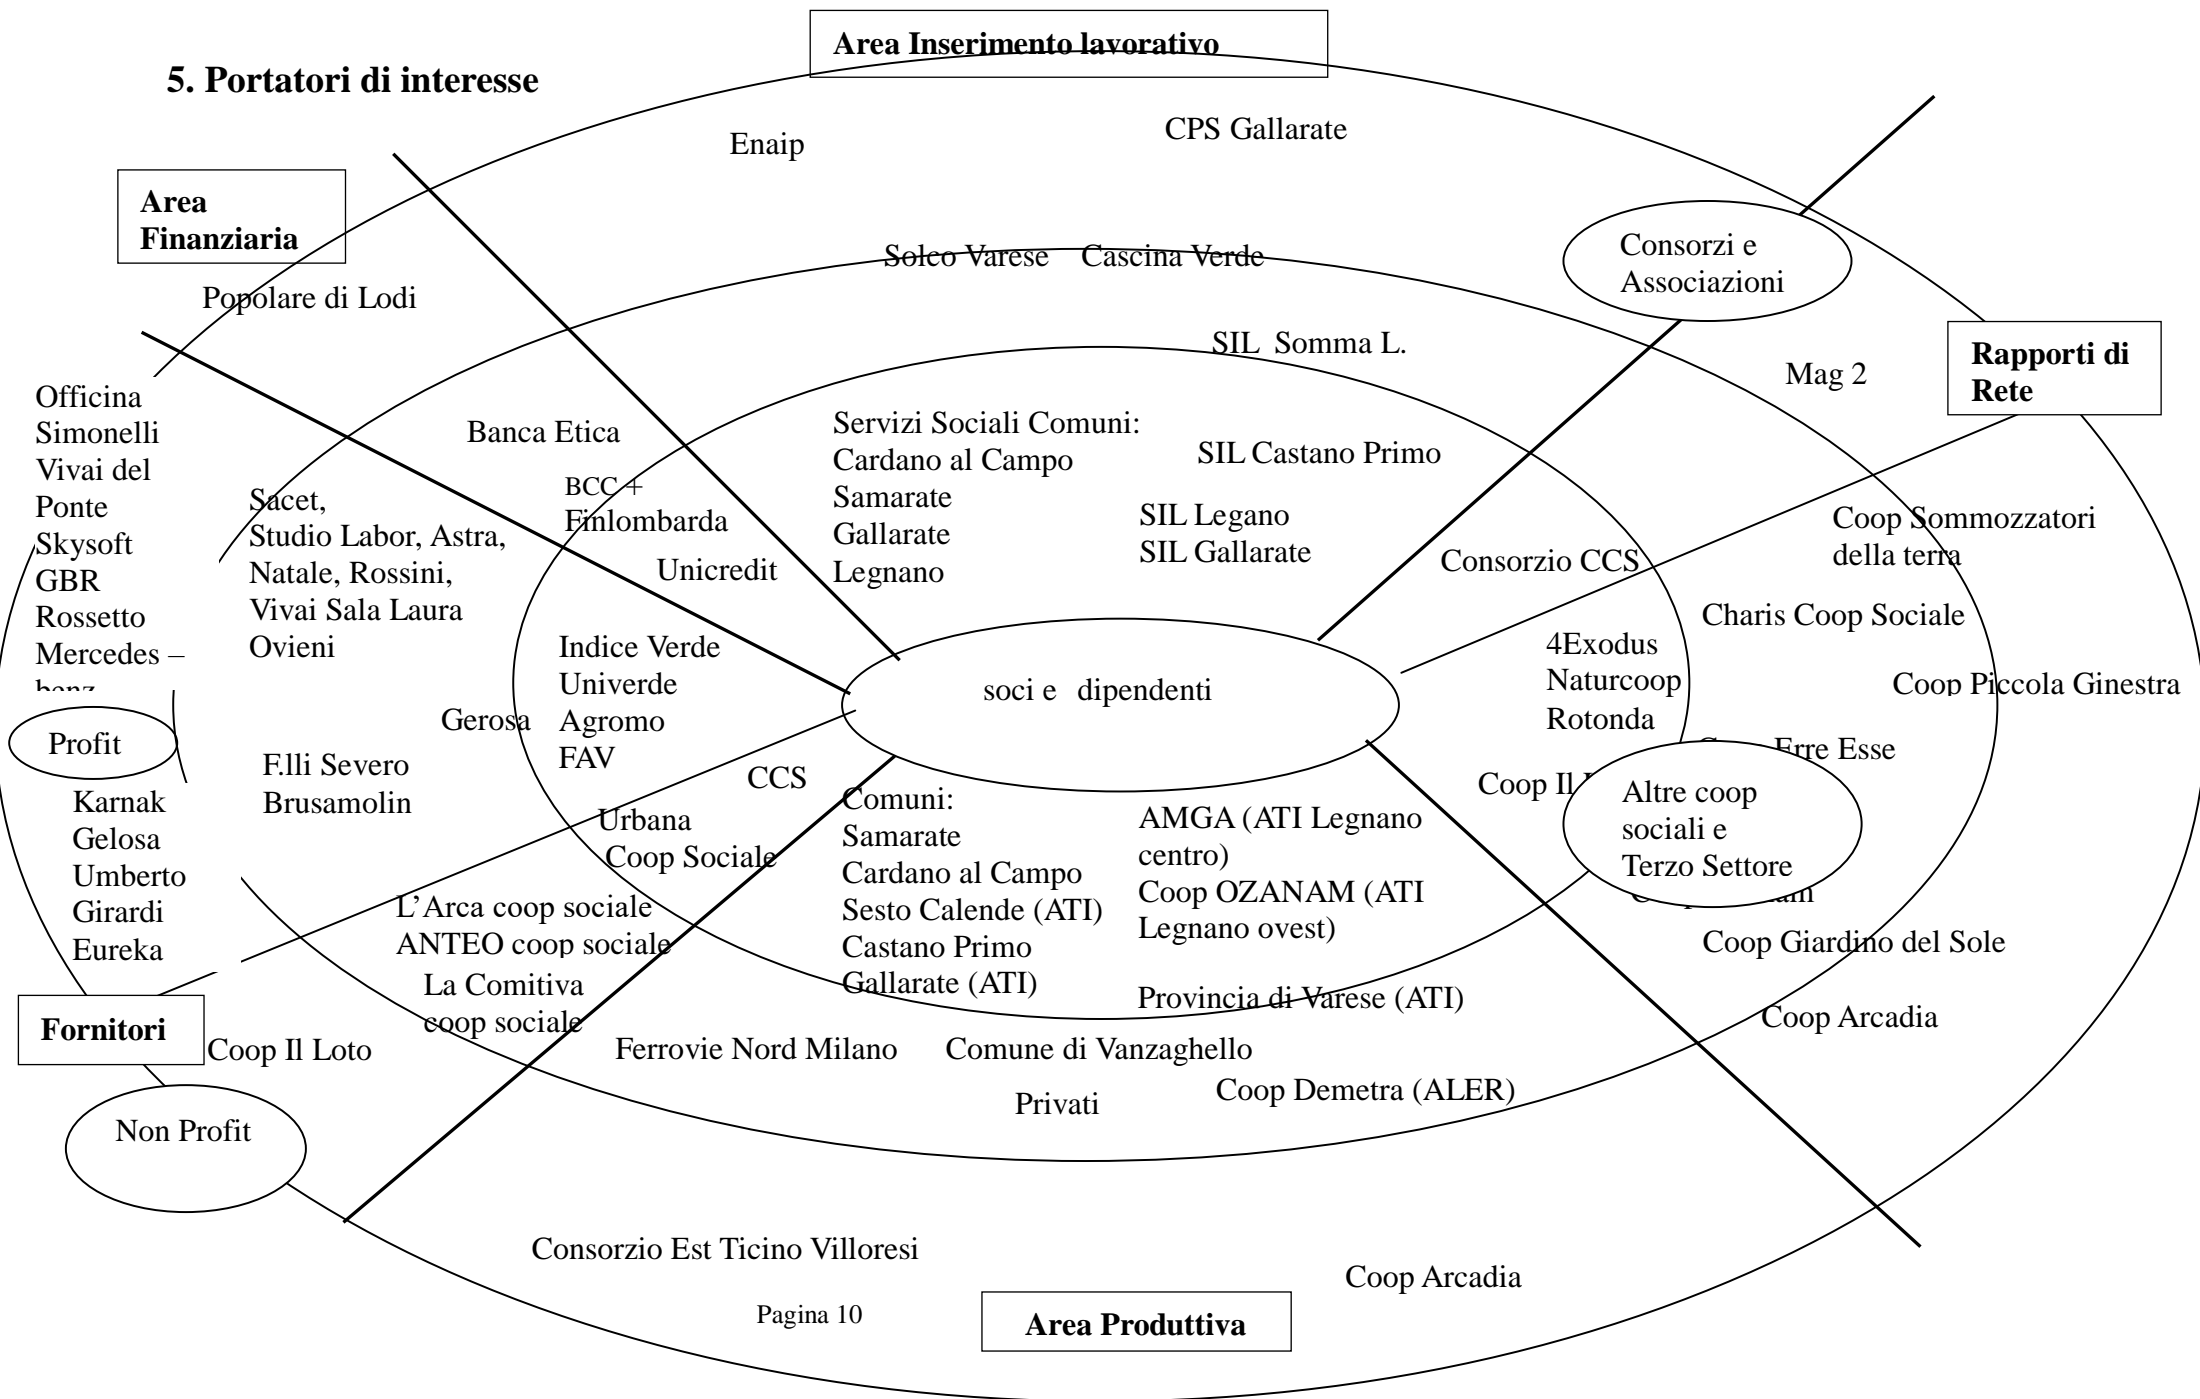 Area Inserimento lavorativo
5. Portatori di interesse
Enaip
CPS Gallarate
Area
Finanziaria
Popolare di Lodi
Solco Varese Cascina Verde
Consorzi e
Associazioni
SIL Somma L.
Mag 2
Rapporti di
Rete
Officina
Simonelli
Vivai del
Ponte
Skysoft
GBR
Rossetto
Mercedes –
benz
Banca Etica
BCC +
Finlombarda
Unicredit
Servizi Sociali Comuni:
Cardano al Campo
Samarate
Gallarate
Legnano
SIL Castano Primo
SIL Legano
SIL Gallarate
Consorzio CCS
Coop Sommozzatori
della terra
Sacet,
Studio Labor, Astra,
Natale, Rossini,
Vivai Sala Laura
Ovieni
Indice Verde
Univerde
Agromo
FAV
Gerosa
soci e dipendenti
4Exodus
Naturcoop
Rotonda
Charis Coop Sociale
Coop Piccola Ginestra
Erre Esse
Profit
F.lli Severo
Brusamolin
Karnak
Gelosa
Umberto
Girardi
Eureka
CCS
Urbana
Coop Sociale
Comuni:
Samarate
Cardano al Campo
Sesto Calende (ATI)
Castano Primo
Gallarate (ATI)
AMGA (ATI Legnano
centro)
Coop OZANAM (ATI
Legnano ovest)
Provincia di Varese (ATI)
Coop Il
Altre coop
sociali e
Terzo Settore
Coop Giardino del Sole
Coop Arcadia
L’Arca coop sociale
ANTEO coop sociale
La Comitiva
coop sociale
Fornitori
Coop Il Loto
Non Profit
Ferrovie Nord Milano
Comune di Vanzaghello
Privati
Coop Demetra (ALER)
Consorzio Est Ticino Villoresi
Coop Arcadia
Pagina 10
Area Produttiva